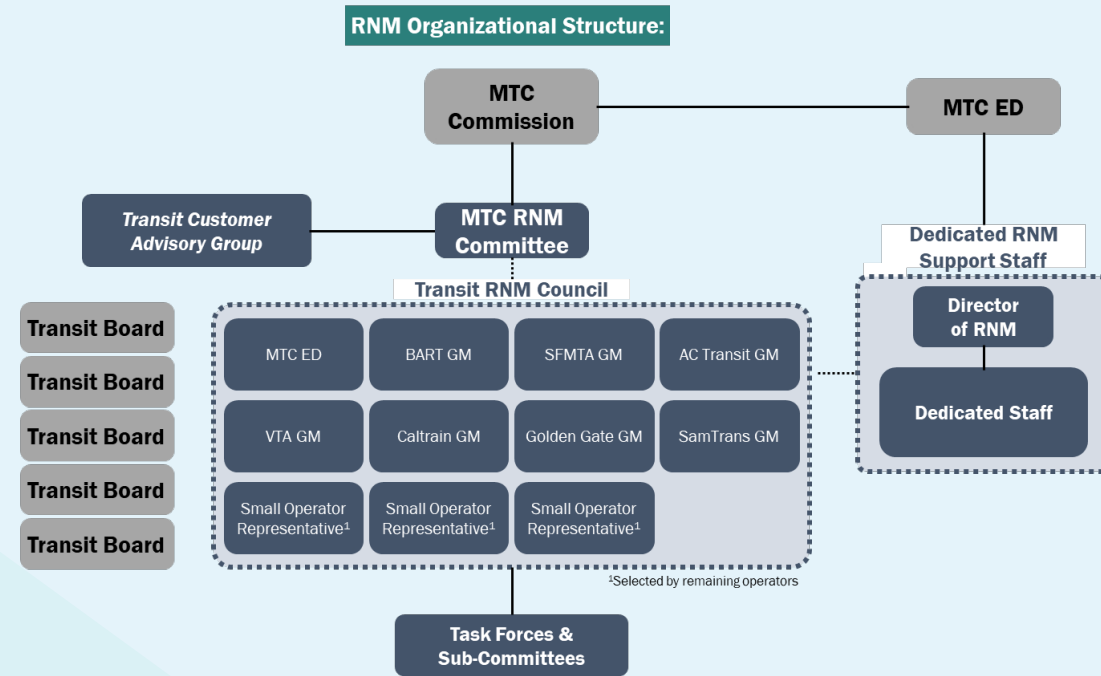 RNM Organizational Structure:
MTC
Commission
MTC ED
Transit Customer
Advisory Group
MTC RNM
Committee
Dedicated RNM
Support Staff
Transit RNM Council
Director
of RNM
Dedicated Staff
Transit Board
Transit Board
Transit Board
Transit Board
Transit Board
MTC ED
BART GM
SFMTA GM
AC Transit GM
VTA GM
Caltrain GM
Golden Gate GM
SamTrans GM
Small Operator
Representative¹
Small Operator
Representative¹
Small Operator
Representative¹
¹Selected by remaining operators
Task Forces &
Sub-Committees